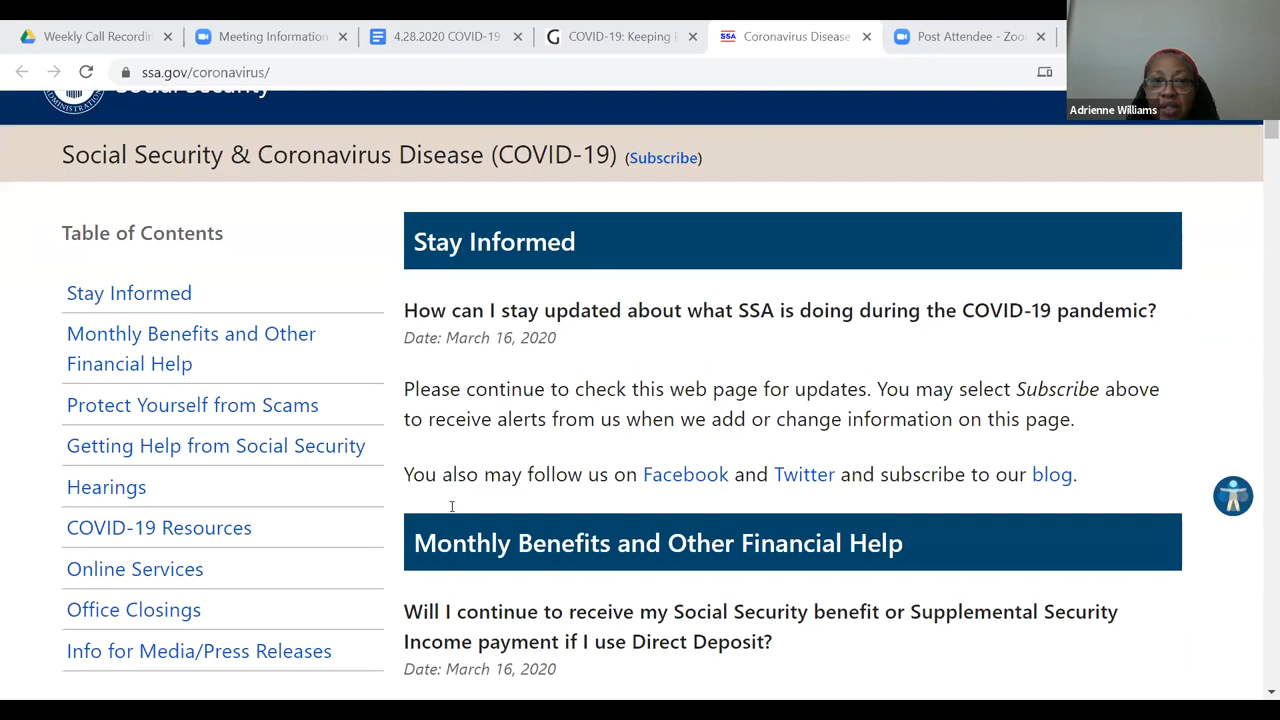 Weekly Call Recordin
Meeting Information
4.28.2020 COVID-19
COVID-19: Keeping
Coronavirus Disease
Post Attendee - Zoo
ssa.gov/coronavirus/
Adrienne Williams
Social Security
Social Security & Coronavirus Disease (COVID-19) (Subscribe)
Table of Contents
Stay Informed
Monthly Benefits and Other
Financial Help
Protect Yourself from Scams
Getting Help from Social Security
Hearings
COVID-19 Resources
Online Services
Office Closings
Info for Media/Press Releases
Stay Informed
How can I stay updated about what SSA is doing during the COVID-19 pandemic?
Date: March 16, 2020
Please continue to check this web page for updates. You may select Subscribe above
to receive alerts from us when we add or change information on this page.
You also may follow us on Facebook and Twitter and subscribe to our blog.
Monthly Benefits and Other Financial Help
Will I continue to receive my Social Security benefit or Supplemental Security
Income payment if I use Direct Deposit?
Date: March 16, 2020